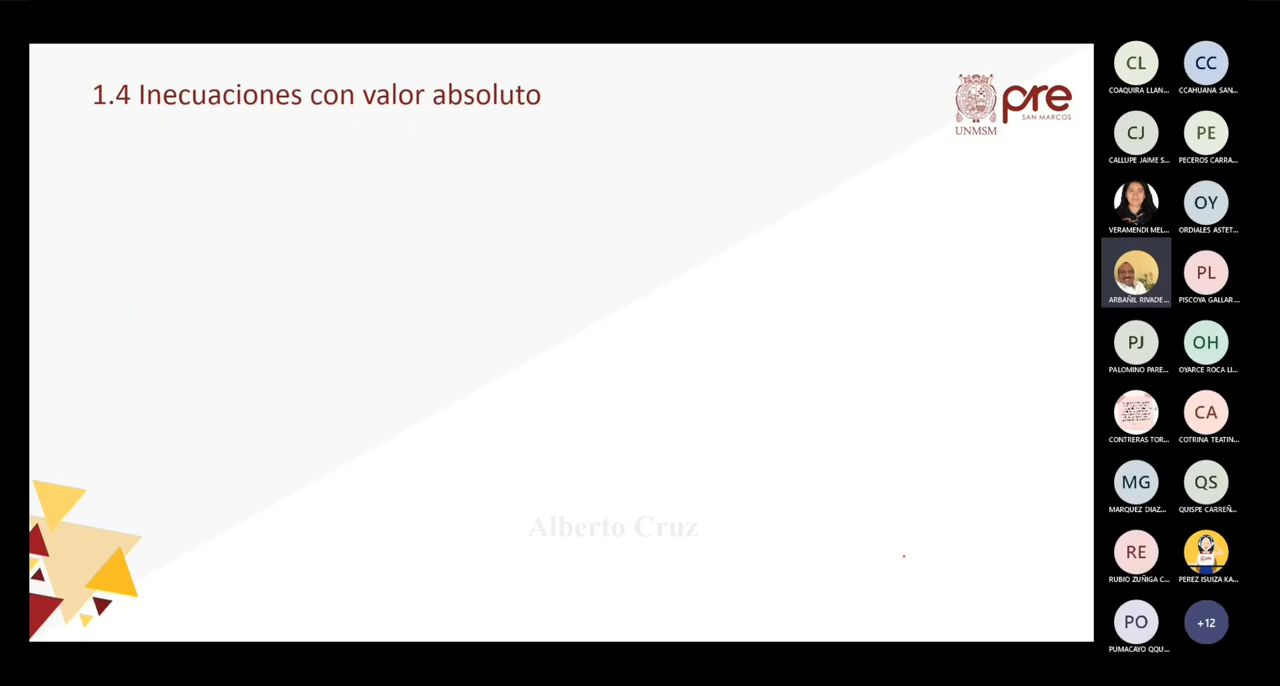 1.4 Inecuaciones con valor absoluto
pre
SAN MARCOS
UNMSM
Alberto Cruz
CL
COAQUIRA LLAN...
CC
CCAHUANA SAN...
CJ
CALLUPE JAIME S...
PE
PECEROS CARRA...
VERAMENDI MEL...
OY
ORDIALES ASTET...
ARBAÑIL RIVADE...
PL
PISCOYA GALLAR...
PJ
PALOMINO PARE...
OH
OYARCE ROCA LI...
CONTRERAS TOR...
CA
COTRINA TEATIN...
MG
MARQUEZ DIAZ...
QS
QUISPE CARREÑ...
RE
RUBIO ZUÑIGA C...
PEREZ ISUIZA KA...
PO
PUMACAYO QQU...
+12